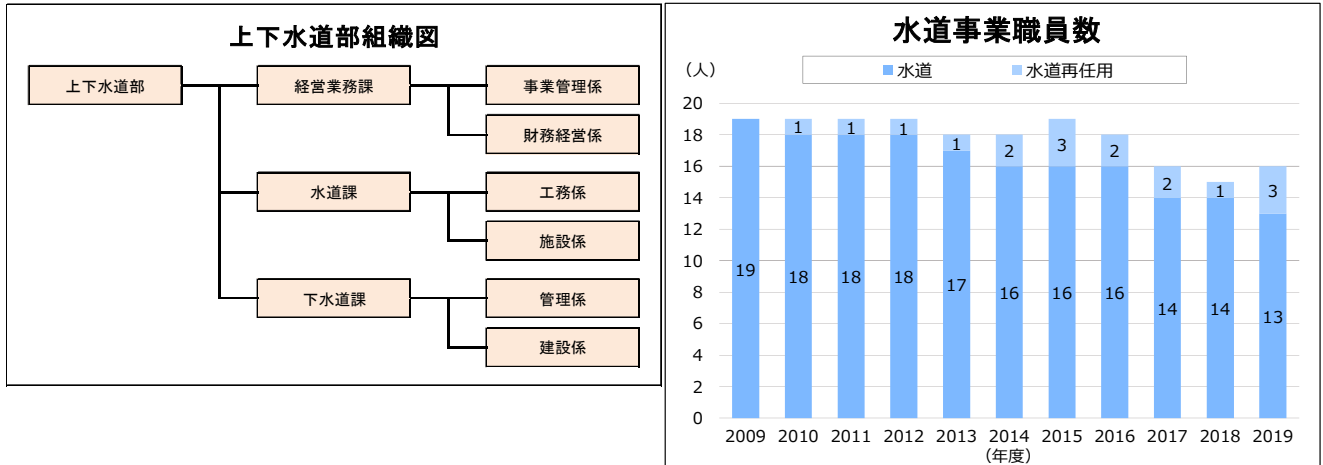 上下水道部組織図
上下水道部
経営業務課
事業管理係
財務経営係
水道課
工務係
施設係
下水道課
管理係
建設係
水道事業職員数
（人）
水道 水道再任用
20
18
16
14
12
10
8
6
4
2
0
1 1 1 1 2 3 2 2 1 3
19 18 18 18 17 16 16 16 14 14 13
2009 2010 2011 2012 2013 2014 2015 2016 2017 2018 2019
（年度）